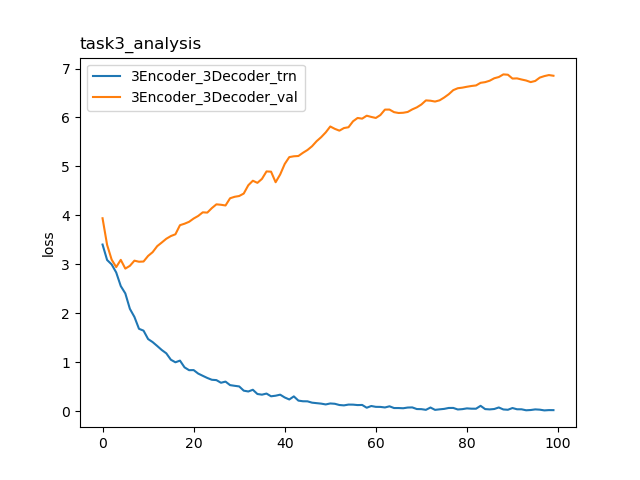 task3_analysis
3Encoder_3Decoder_trn
3Encoder_3Decoder_val
loss
7
6
5
4
3
2
1
0
0 20 40 60 80 100